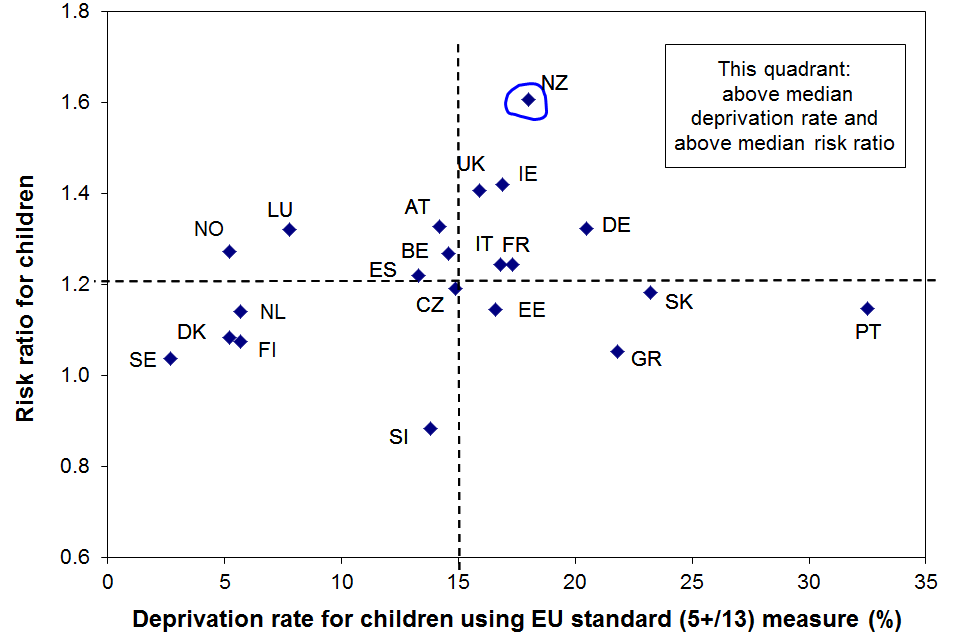 1.8
1.6
1.4
1.2
1.0
0.8
0.6
Risk ratio for children
This quadrant:
above median
deprivation rate and
above median risk ratio
NZ
UK
IE
AT
LU
NO
DE
BE
IT
FR
ES
CZ
SK
EE
NL
PT
DK
FI
SE
GR
SI
0
5
10
15
20
25
30
35
Deprivation rate for children using EU standard (5+/13) measure (%)